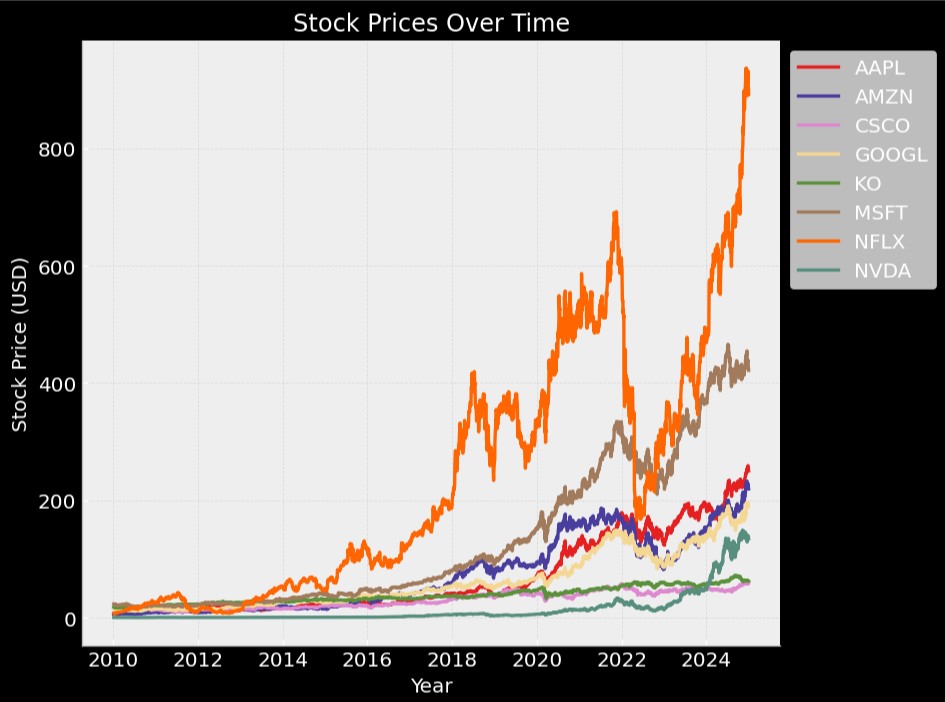 Stock Prices Over Time
AAPL
AMZN
CSCO
GOOGL
KO
MSFT
NFLX
NVDA
800
600
400
200
0
Stock Price (USD)
2010 2012 2014 2016 2018 2020 2022 2024
Year